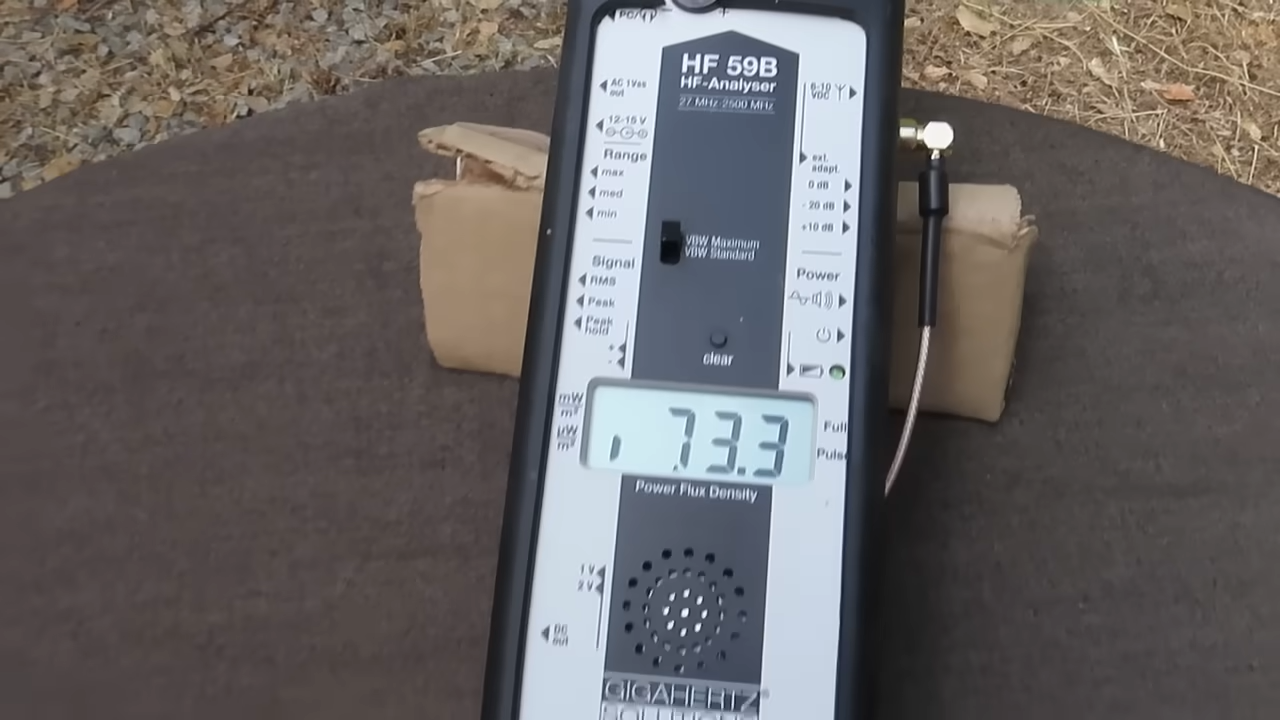 PC/
HF 59B
HF-Analyser
27 MHz-2500 MHz
AC 1Vss
out
12-15 V
Range
max
med
min
Signal
RMS
Peak
Peak
hold
+
-
VBW Maximum
VBW Standard
clear
VDC
ext.
adapt.
0 dB
- 20 dB
+10 dB
Power
mW
m²
µW
m²
73.3
Full
Pulse
Power Flux Density
1 V
2 V
DC
out
GIGAHERTZ
SOLUTIONS